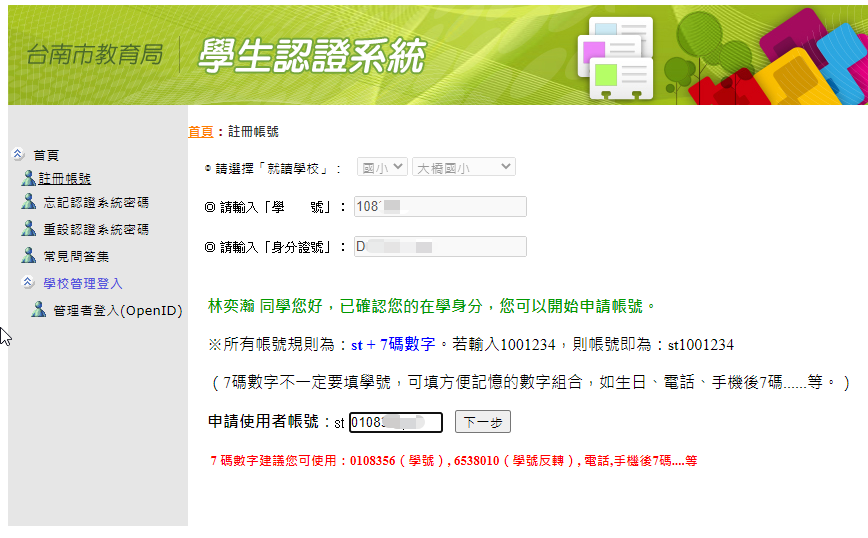 台南市教育局 學生認證系統
首頁：註冊帳號
首頁
註冊帳號
忘記認證系統密碼
重設認證系統密碼
常見問答集
學校管理登入
管理者登入(OpenID)
◎ 請選擇「就讀學校」： 國小 大橋國小
◎ 請輸入「學 號」： 108
◎ 請輸入「身分證號」： D
林奕瀚 同學您好，已確認您的在學身分，您可以開始申請帳號。
※所有帳號規則為：st + 7碼數字。若輸入1001234，則帳號即為：st1001234
（7碼數字不一定要填學號，可填方便記憶的數字組合，如生日、電話、手機後7碼......等。）
申請使用者帳號：st 0108 下一步
7 碼數字建議您可使用：0108356（學號）, 6538010（學號反轉）, 電話,手機後7碼....等